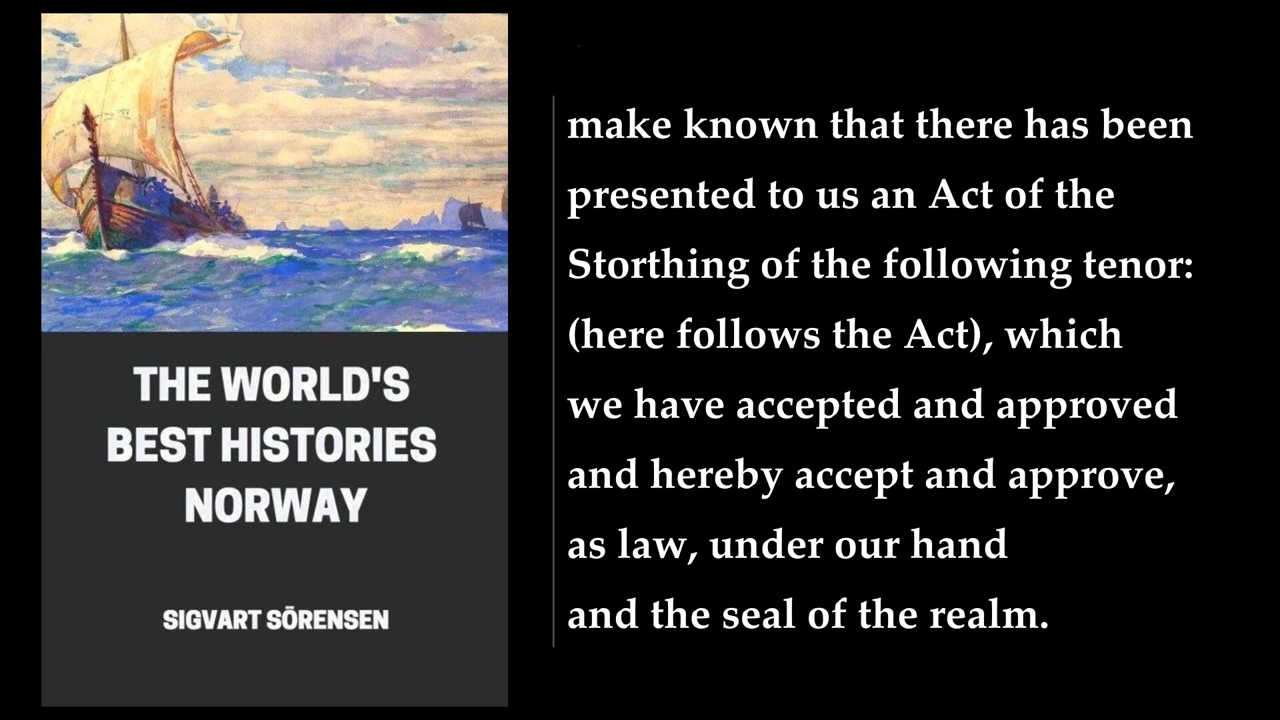 THE WORLD'S
BEST HISTORIES
NORWAY
SIGVART SÖRENSEN
make known that there has been
presented to us an Act of the
Storthing of the following tenor:
(here follows the Act), which
we have accepted and approved
and hereby accept and approve,
as law, under our hand
and the seal of the realm.